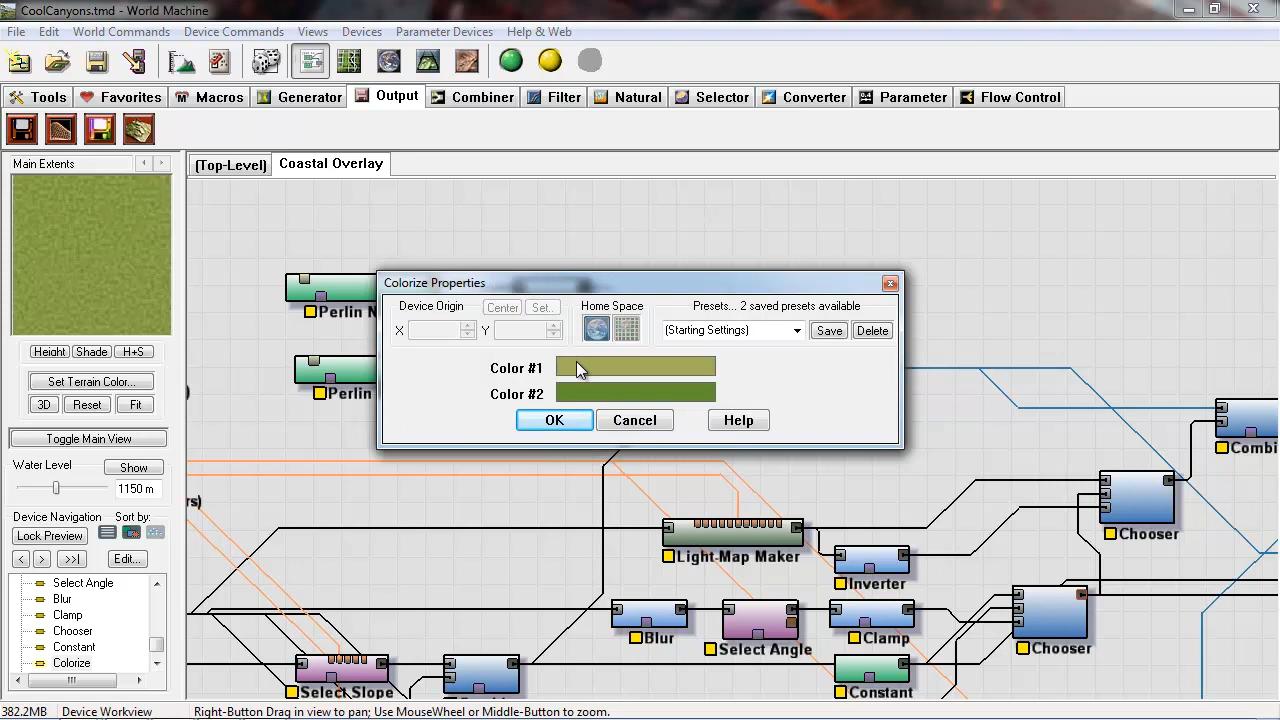 CoolCanyons.tmd - World Machine
File Edit World Commands Device Commands Views Devices Parameter Devices Help & Web
Tools Favorites Macros Generator Output Combiner Filter Natural Selector Converter Parameter Flow Control
Main Extents
[Top-Level] Coastal Overlay
Colorize Properties
Device Origin Center Set.. Home Space Presets... 2 saved presets available
X Y (Starting Settings) Save Delete
Color #1
Color #2
OK Cancel Help
Perlin N
Perlin
Height Shade H+S
Set Terrain Color...
3D Reset Fit
Toggle Main View
Water Level Show
1150 m
Device Navigation Sort by:
Lock Preview
Edit...
Select Angle
Blur
Clamp
Chooser
Constant
Colorize
Combi
Chooser
Light-Map Maker
Inverter
Blur Select Angle Clamp Chooser
Select Slope Constant
382.2MB Device Workview Right-Button Drag in view to pan; Use MouseWheel or Middle-Button to zoom.